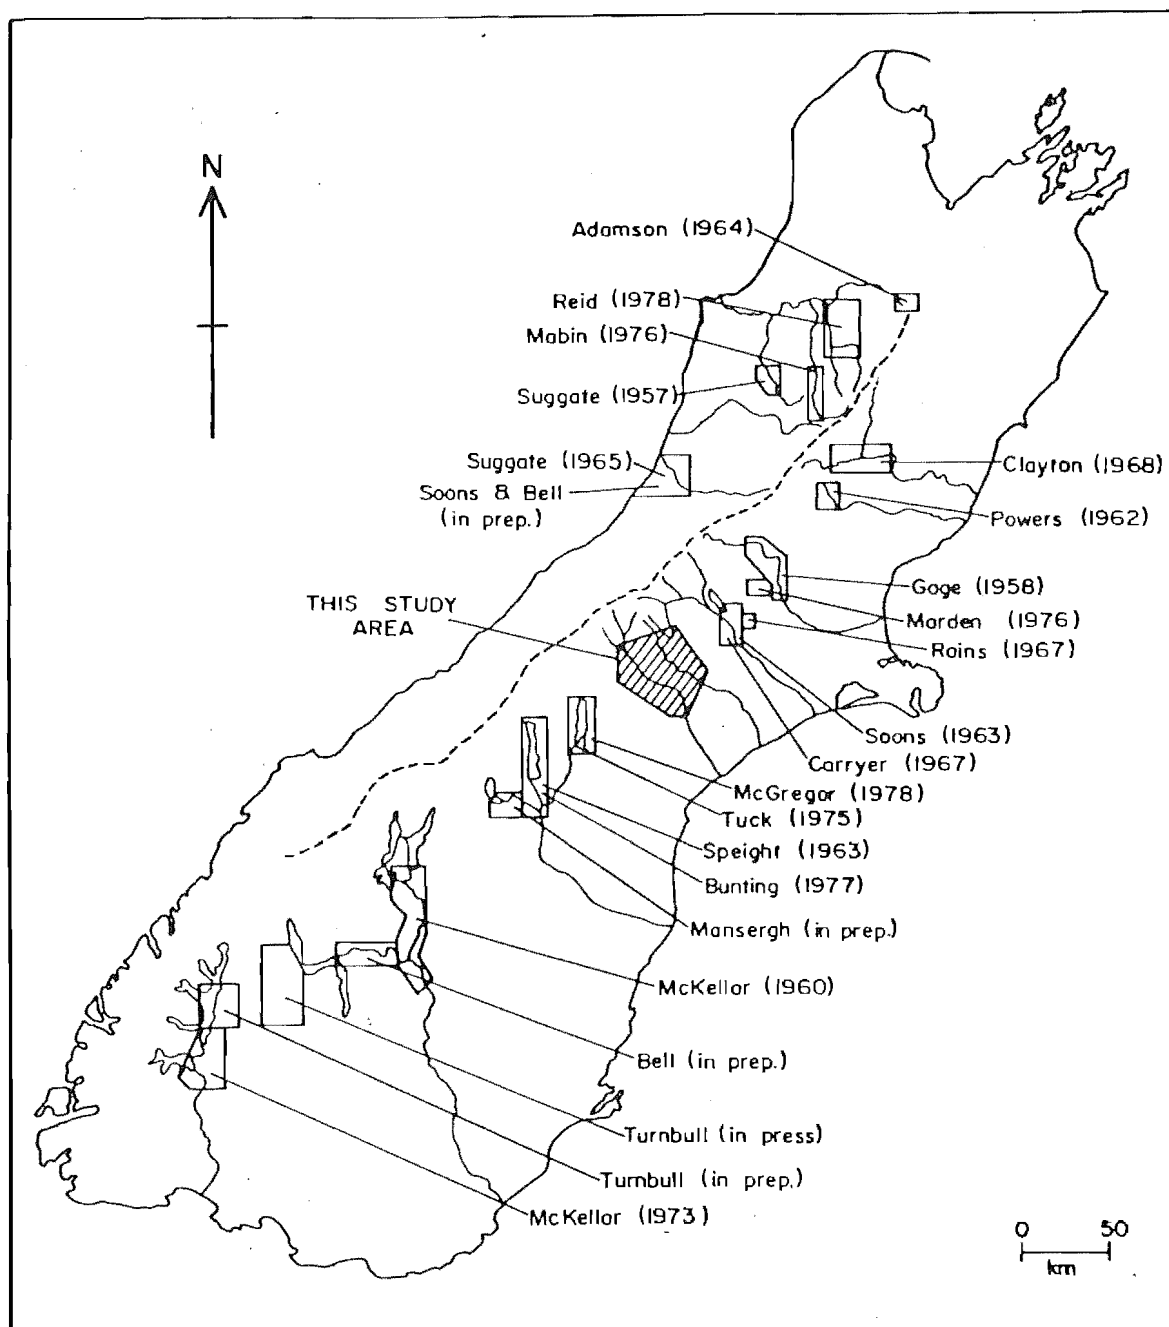 N
Adamson (1964)
Reid (1978)
Mabin (1976)
Suggate (1957)
Suggate (1965)
Soons & Bell
(in prep.)
Clayton (1968)
Powers (1962)
THIS STUDY
AREA
Gage (1958)
Marden (1976)
Rains (1967)
Soons (1963)
Carryer (1967)
McGregor (1978)
Tuck (1975)
Speight (1963)
Bunting (1977)
Mansergh (in prep.)
McKellar (1960)
Bell (in prep.)
Turnbull (in press)
Turnbull (in prep.)
McKellar (1973)
0 50
km